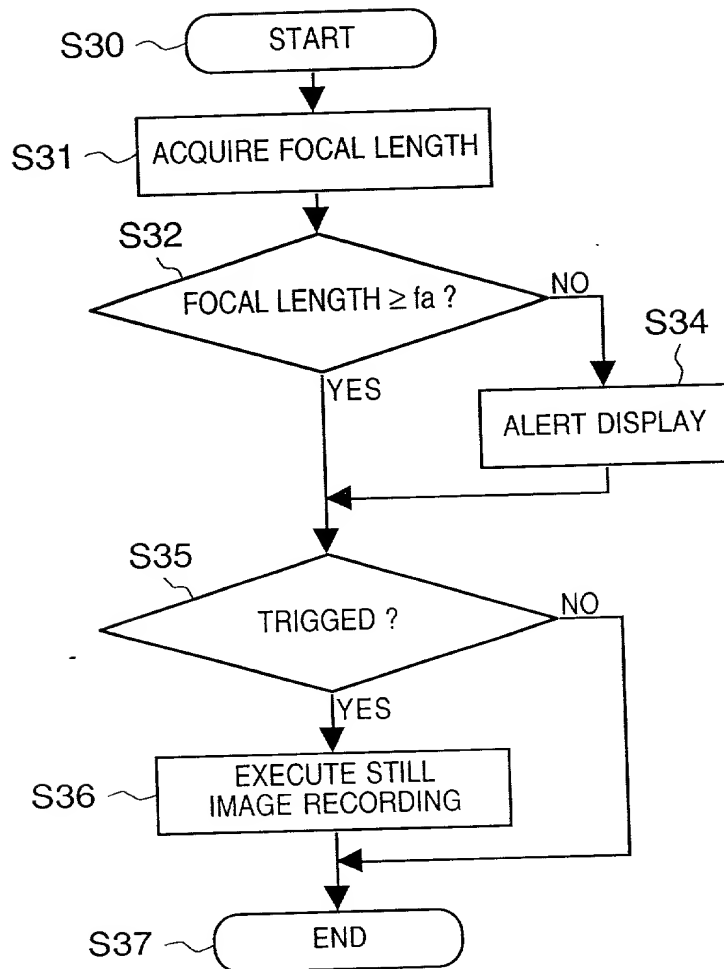 S30
START
S31
ACQUIRE FOCAL LENGTH
S32
FOCAL LENGTH ≥ fa ?
NO
YES
S34
ALERT DISPLAY
S35
TRIGGED ?
NO
YES
S36
EXECUTE STILL
IMAGE RECORDING
S37
END